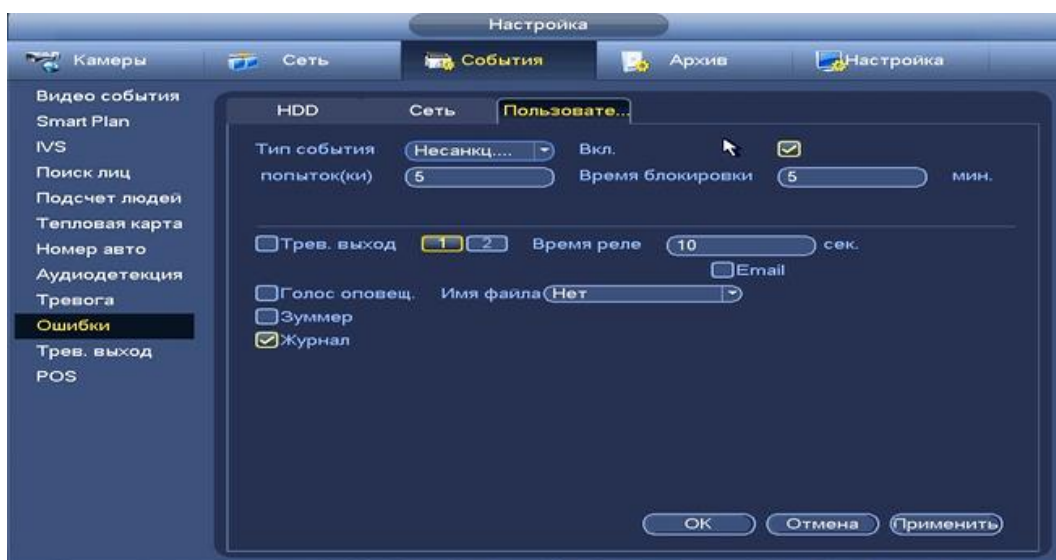 Настройка
Камеры Сеть События Архив Настройка
Видео события
Smart Plan
IVS
Поиск лиц
Подсчет людей
Тепловая карта
Номер авто
Аудиодетекция
Тревога
Ошибки
Трев. выход
POS
HDD Сеть Пользовате...
Тип события Несанкц.... Вкл.
попыток(ки) 5 Время блокировки 5 мин.
Трев. выход 1 2 Время реле 10 сек.
Email
Голос оповещ. Имя файла Нет
Зуммер
Журнал
OK Отмена Применить